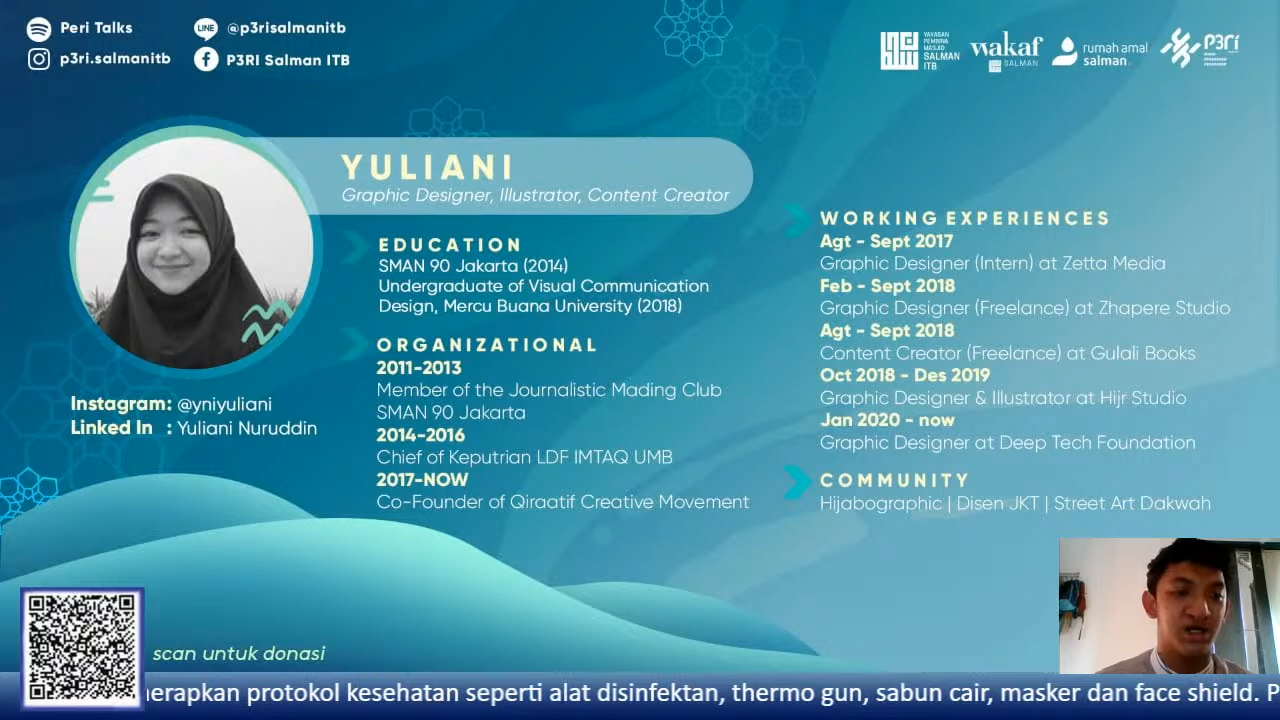 Peri Talks
@p3risalmanitb
p3ri.salmanitb
P3RI Salman ITB
LINE
YAYASAN
PEMBINA
MASJID
SALMAN
ITB
wakaf
SALMAN
rumah amal
salman
P3Ri
YULIANI
Graphic Designer, Illustrator, Content Creator
EDUCATION
SMAN 90 Jakarta (2014)
Undergraduate of Visual Communication
Design, Mercu Buana University (2018)
ORGANIZATIONAL
2011-2013
Member of the Journalistic Mading Club
SMAN 90 Jakarta
2014-2016
Chief of Keputrian LDF IMTAQ UMB
2017-NOW
Co-Founder of Qiraatif Creative Movement
Instagram: @yniyuliani
Linked In : Yuliani Nuruddin
WORKING EXPERIENCES
Agt - Sept 2017
Graphic Designer (Intern) at Zetta Media
Feb - Sept 2018
Graphic Designer (Freelance) at Zhapere Studio
Agt - Sept 2018
Content Creator (Freelance) at Gulali Books
Oct 2018 - Des 2019
Graphic Designer & Illustrator at Hijr Studio
Jan 2020 - now
Graphic Designer at Deep Tech Foundation
COMMUNITY
Hijabographic | Disen JKT | Street Art Dakwah
scan untuk donasi
nerapkan protokol kesehatan seperti alat disinfektan, thermo gun, sabun cair, masker dan face shield. P